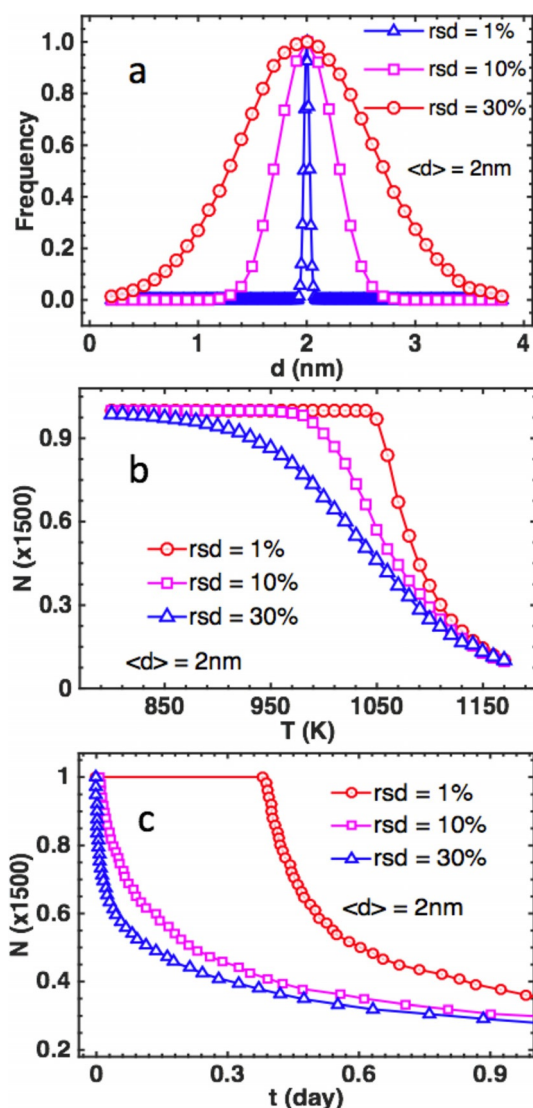 a
rsd = 1%
rsd = 10%
rsd = 30%
<d> = 2nm
Frequency
1.0
0.8
0.6
0.4
0.2
0.0
0 1 2 3 4
d (nm)
b
N (x1500)
0.9
0.6
0.3
0
rsd = 1%
rsd = 10%
rsd = 30%
<d> = 2nm
850 950 1050 1150
T (K)
c
N (x1500)
1
0.8
0.6
0.4
0.2
rsd = 1%
rsd = 10%
rsd = 30%
<d> = 2nm
0 0.3 0.6 0.9
t (day)